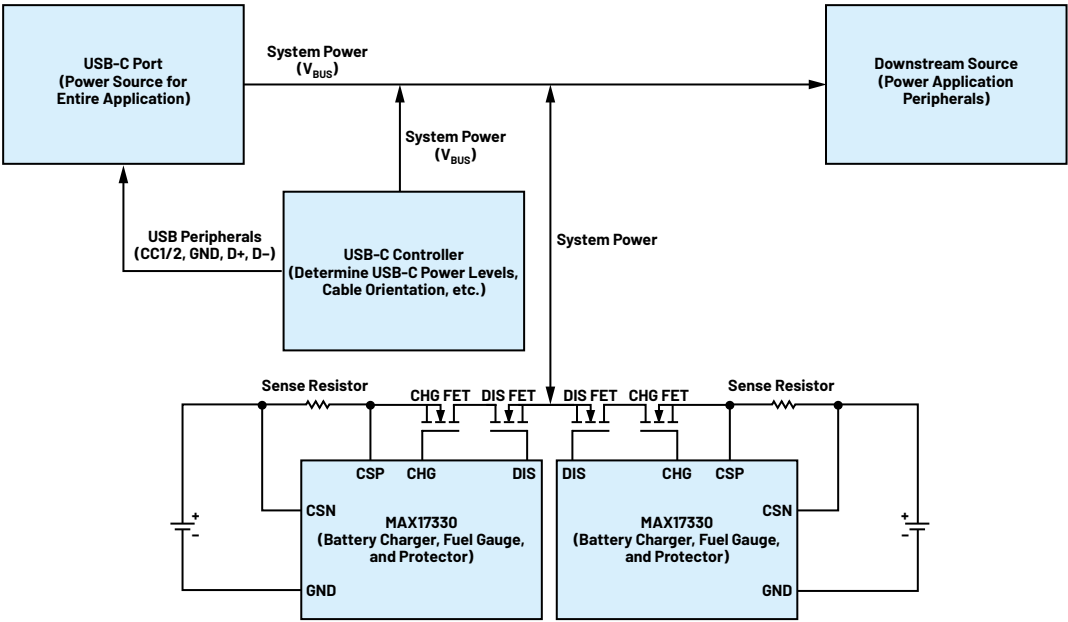 USB-C Port
(Power Source for
Entire Application)
System Power
(VBUS)
Downstream Source
(Power Application
Peripherals)
System Power
(VBUS)
USB Peripherals
(CC1/2, GND, D+, D–)
USB-C Controller
(Determine USB-C Power Levels,
Cable Orientation, etc.)
System Power
Sense Resistor
CHG FET
DIS FET
DIS FET
CHG FET
Sense Resistor
CSP
CHG
DIS
CSN
MAX17330
(Battery Charger, Fuel Gauge,
and Protector)
GND
+
–
DIS
CHG
CSP
CSN
MAX17330
(Battery Charger, Fuel Gauge,
and Protector)
GND
+
–